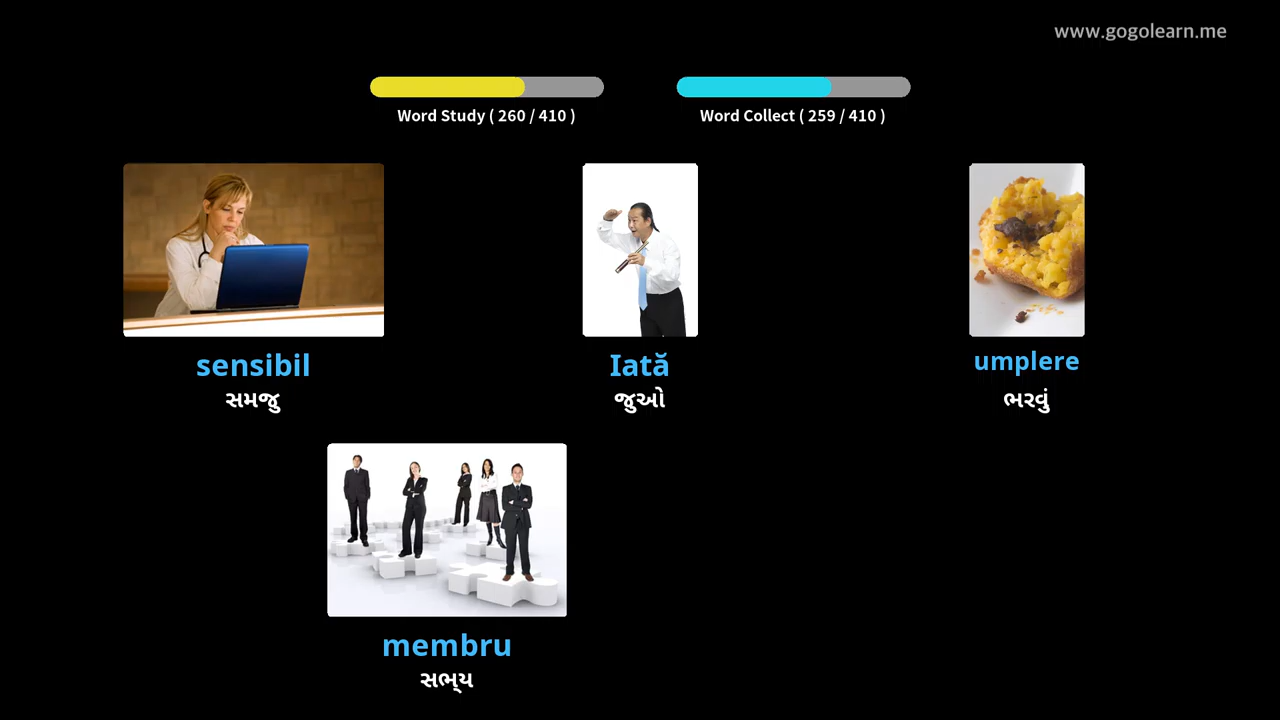 www.gogolearn.me
Word Study ( 260 / 410 )
Word Collect ( 259 / 410 )
sensibil
સમજુ
Iată
જુઓ
umplere
ભરવું
membru
સભ્ય